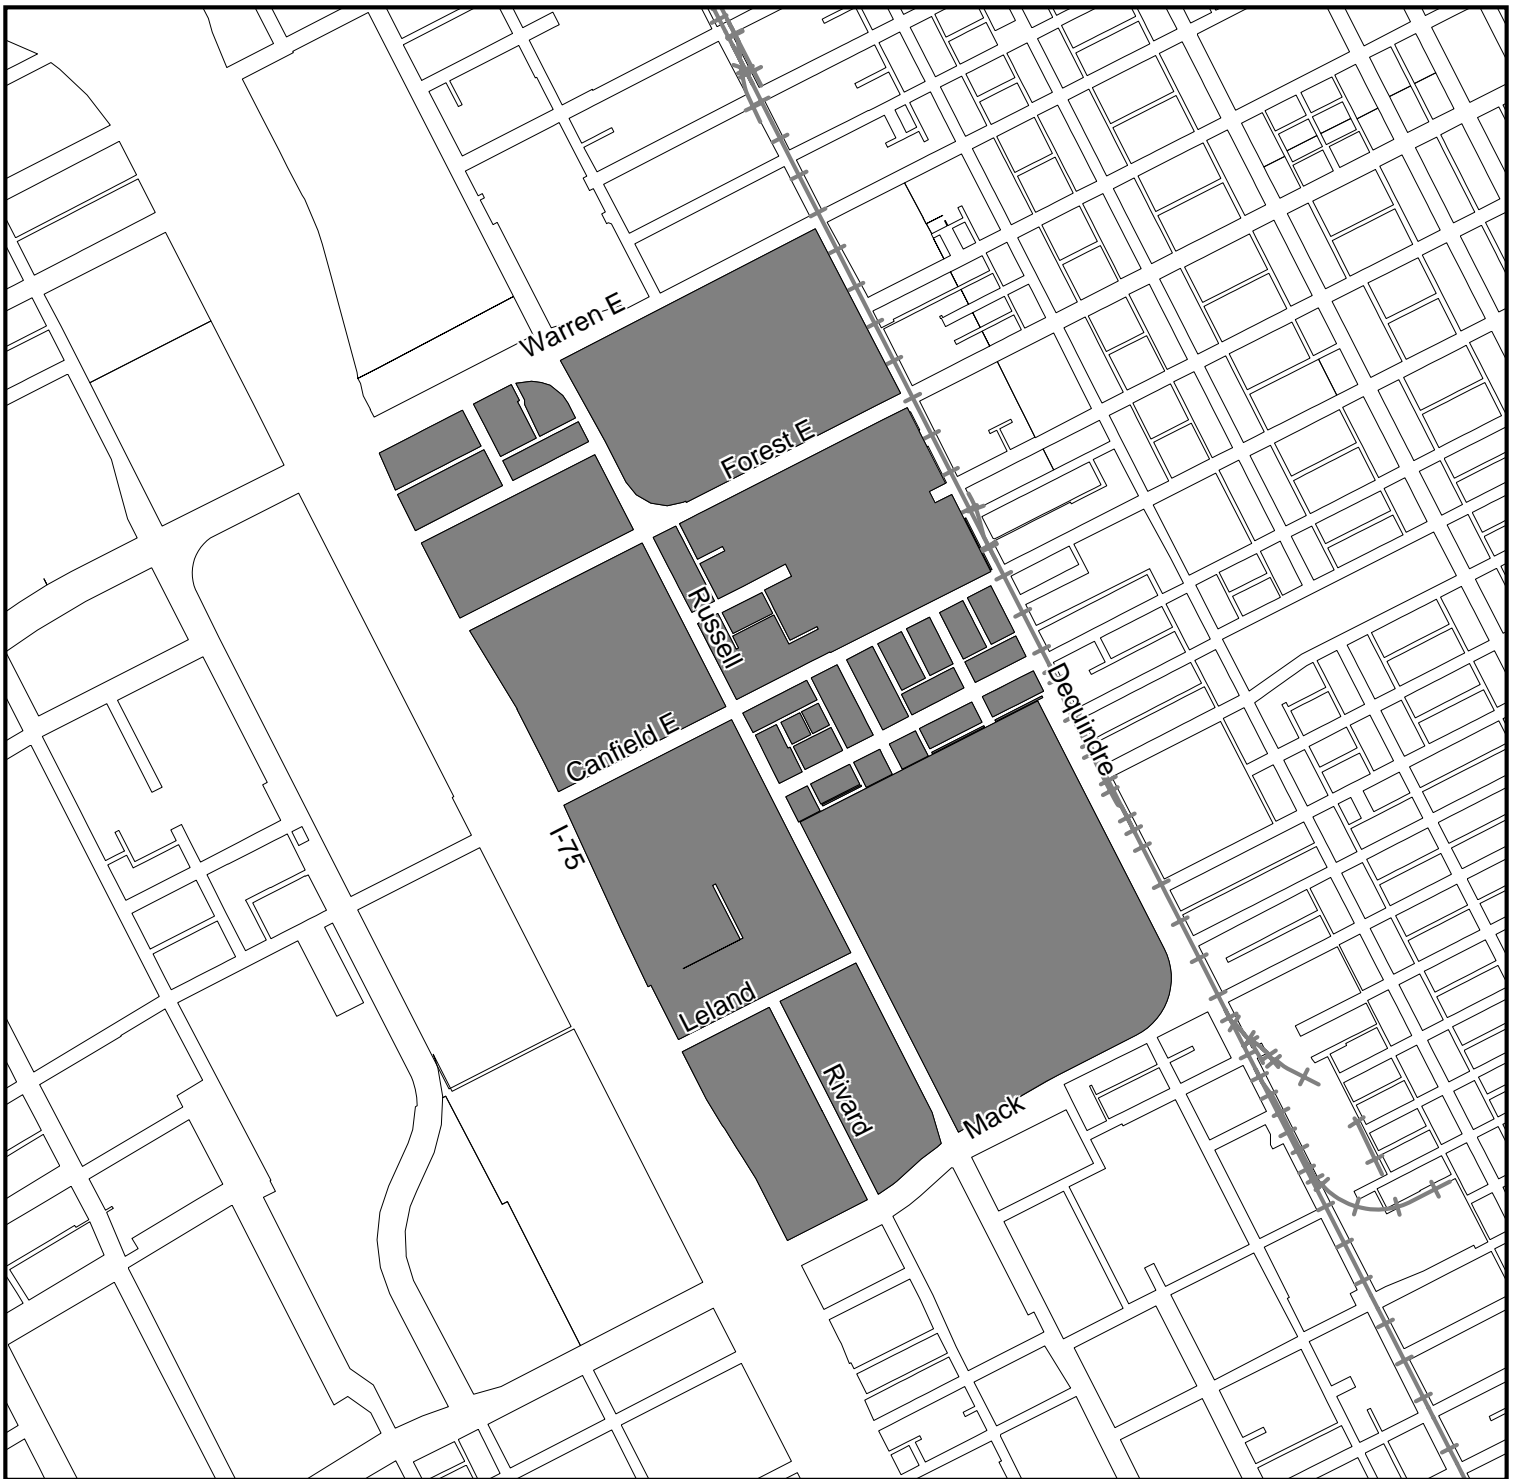 Warren E
Forest E
Russell
Dequindre
Canfield E
I-75
Leland
Rivard
Mack